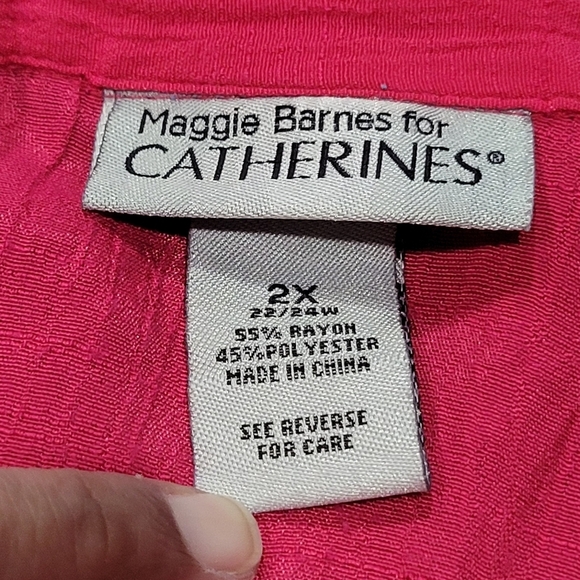 Maggie Barnes for
CATHERINES®
2X
22/24W
55% RAYON
45% POLYESTER
MADE IN CHINA
SEE REVERSE
FOR CARE